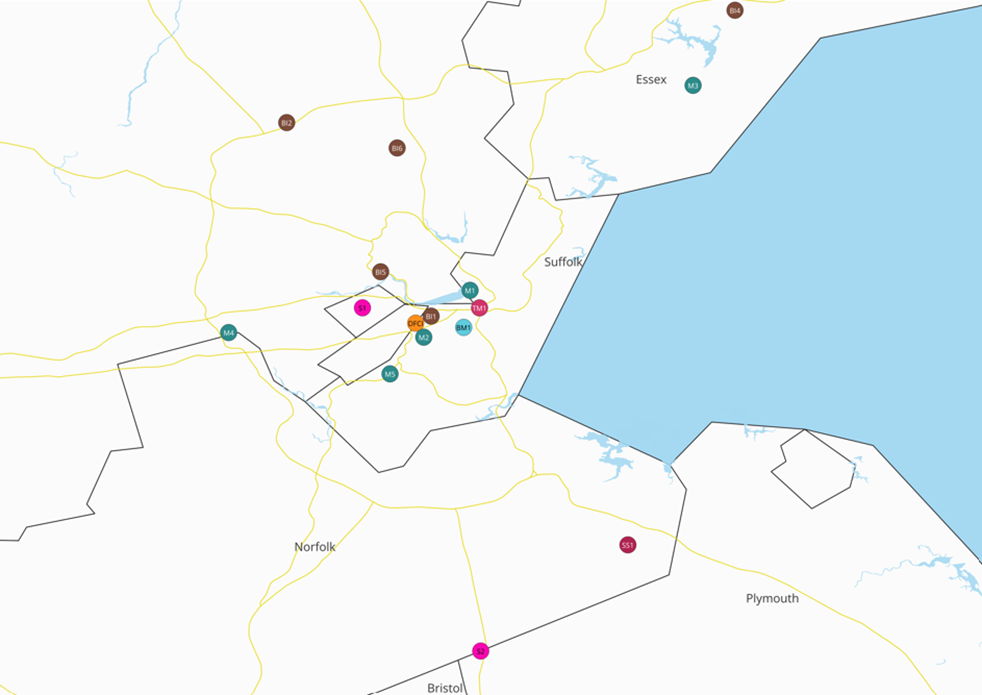 BI4
Essex
M3
BI2
BI6
Suffolk
BI5
M1
S1
TM1
BI1
DFCI
BM1
M4
M2
M5
Norfolk
SS1
Plymouth
S2
Bristol